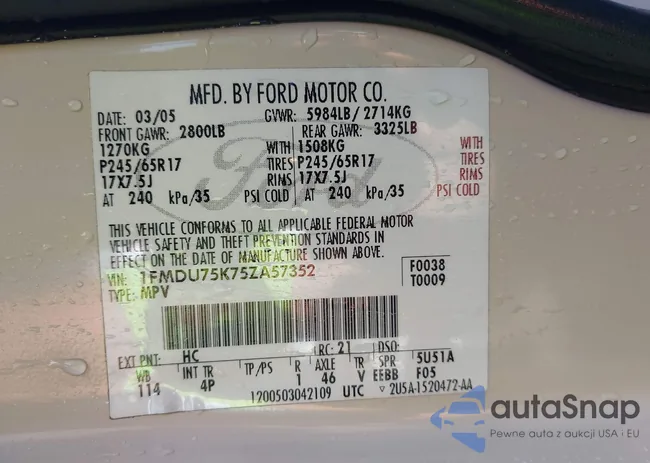 MFD. BY FORD MOTOR CO.
DATE: 03/05 GVWR: 5984LB/ 2714KG
FRONT GAWR: 2800LB REAR GAWR: 3325LB
1270KG 1508KG WITH
P245/65R17 P245/65R17 TIRES
17X7.5J RIMS 17X7.5J RIMS
AT 240 kPa/35 PSI COLD AT 240 kPa/35 PSI COLD
Ford
THIS VEHICLE CONFORMS TO ALL APPLICABLE FEDERAL MOTOR
VEHICLE SAFETY AND THEFT PREVENTION STANDARDS IN
EFFECT ON THE DATE OF MANUFACTURE SHOWN ABOVE.
VIN: 1FMDU75K75ZA57352 F0038
TYPE: MPV T0009
EXT PNT: HC RC: 21 DSO:
WB INT TR TP/PS R AXLE TR SPR 5U51A
114 4P 1 46 V EEBB F05
1200503042109 UTC 2U5A-1520472-AA
autaSnap
Pewne auta z aukcji USA i EU